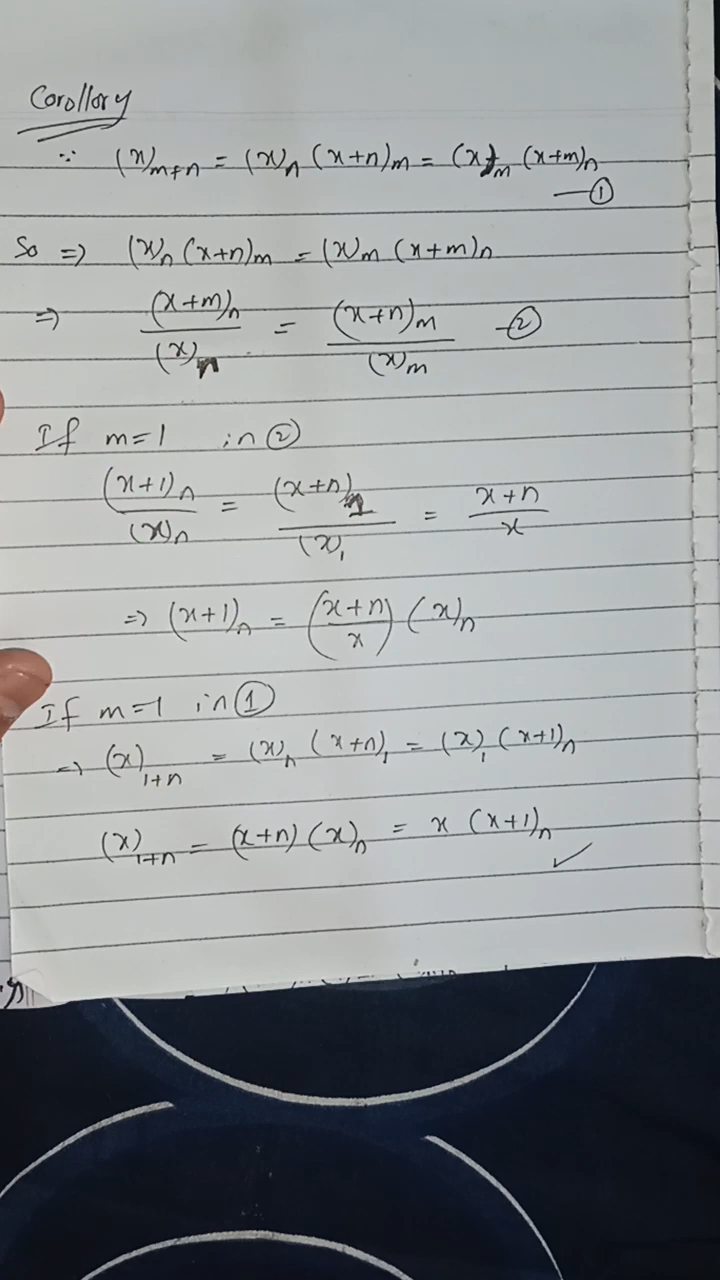 Corollory
∵ (x)ₘ₊ₙ = (x)ₙ (x+n)ₘ = (x)ₘ (x+m)ₙ
—①
So ⇒ (x)ₙ (x+n)ₘ = (x)ₘ (x+m)ₙ
⇒ (x+m)ₙ / (x)ₙ = (x+n)ₘ / (x)ₘ —②
If m=1 in ②
(x+1)ₙ / (x)ₙ = (x+n)₁ / (x)₁ = x+n / x
⇒ (x+1)ₙ = (x+n / x) (x)ₙ
If m=1 in ①
⇒ (x)₁₊ₙ = (x)ₙ (x+n)₁ = (x)₁ (x+1)ₙ
(x)₁₊ₙ = (x+n) (x)ₙ = x (x+1)ₙ ✓